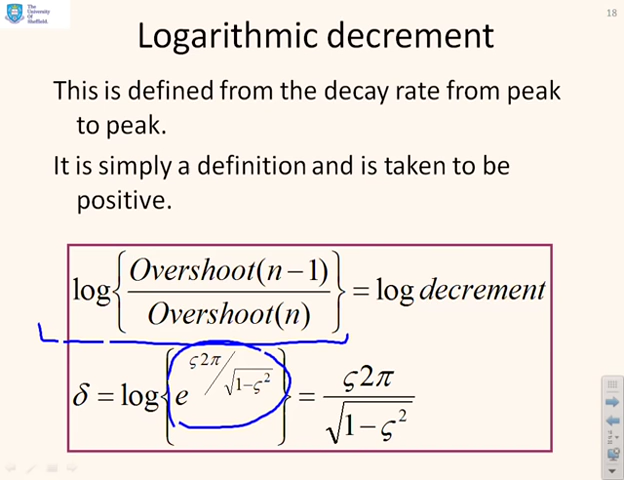 The
University
Of
Sheffield.
18
Logarithmic decrement
This is defined from the decay rate from peak
to peak.
It is simply a definition and is taken to be
positive.
log{Overshoot(n−1)/Overshoot(n)} = log decrement
δ = log{e^(ς2π/√(1−ς²))} = ς2π/√(1−ς²)